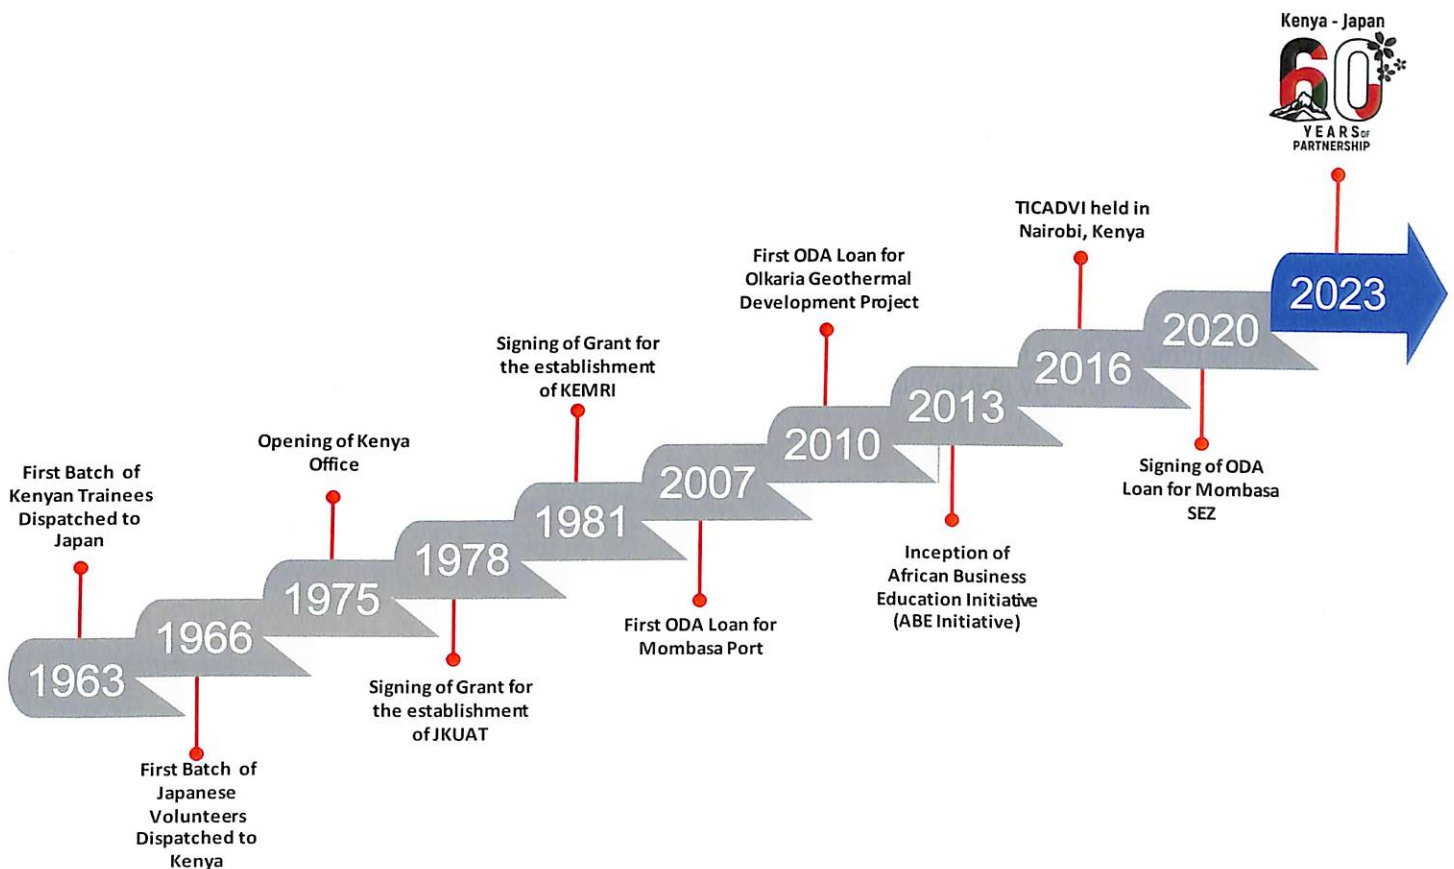 Kenya - Japan
60
YEARS OF
PARTNERSHIP
2023
TICADVI held in
Nairobi, Kenya
2020
Signing of ODA
Loan for Mombasa
SEZ
2016
First ODA Loan for
Olkaria Geothermal
Development Project
2013
Inception of
African Business
Education Initiative
(ABE Initiative)
2010
Signing of Grant for
the establishment
of KEMRI
2007
First ODA Loan for
Mombasa Port
1981
Opening of Kenya
Office
1978
Signing of Grant for
the establishment
of JKUAT
1975
First Batch of
Kenyan Trainees
Dispatched to
Japan
1966
First Batch of
Japanese
Volunteers
Dispatched to
Kenya
1963